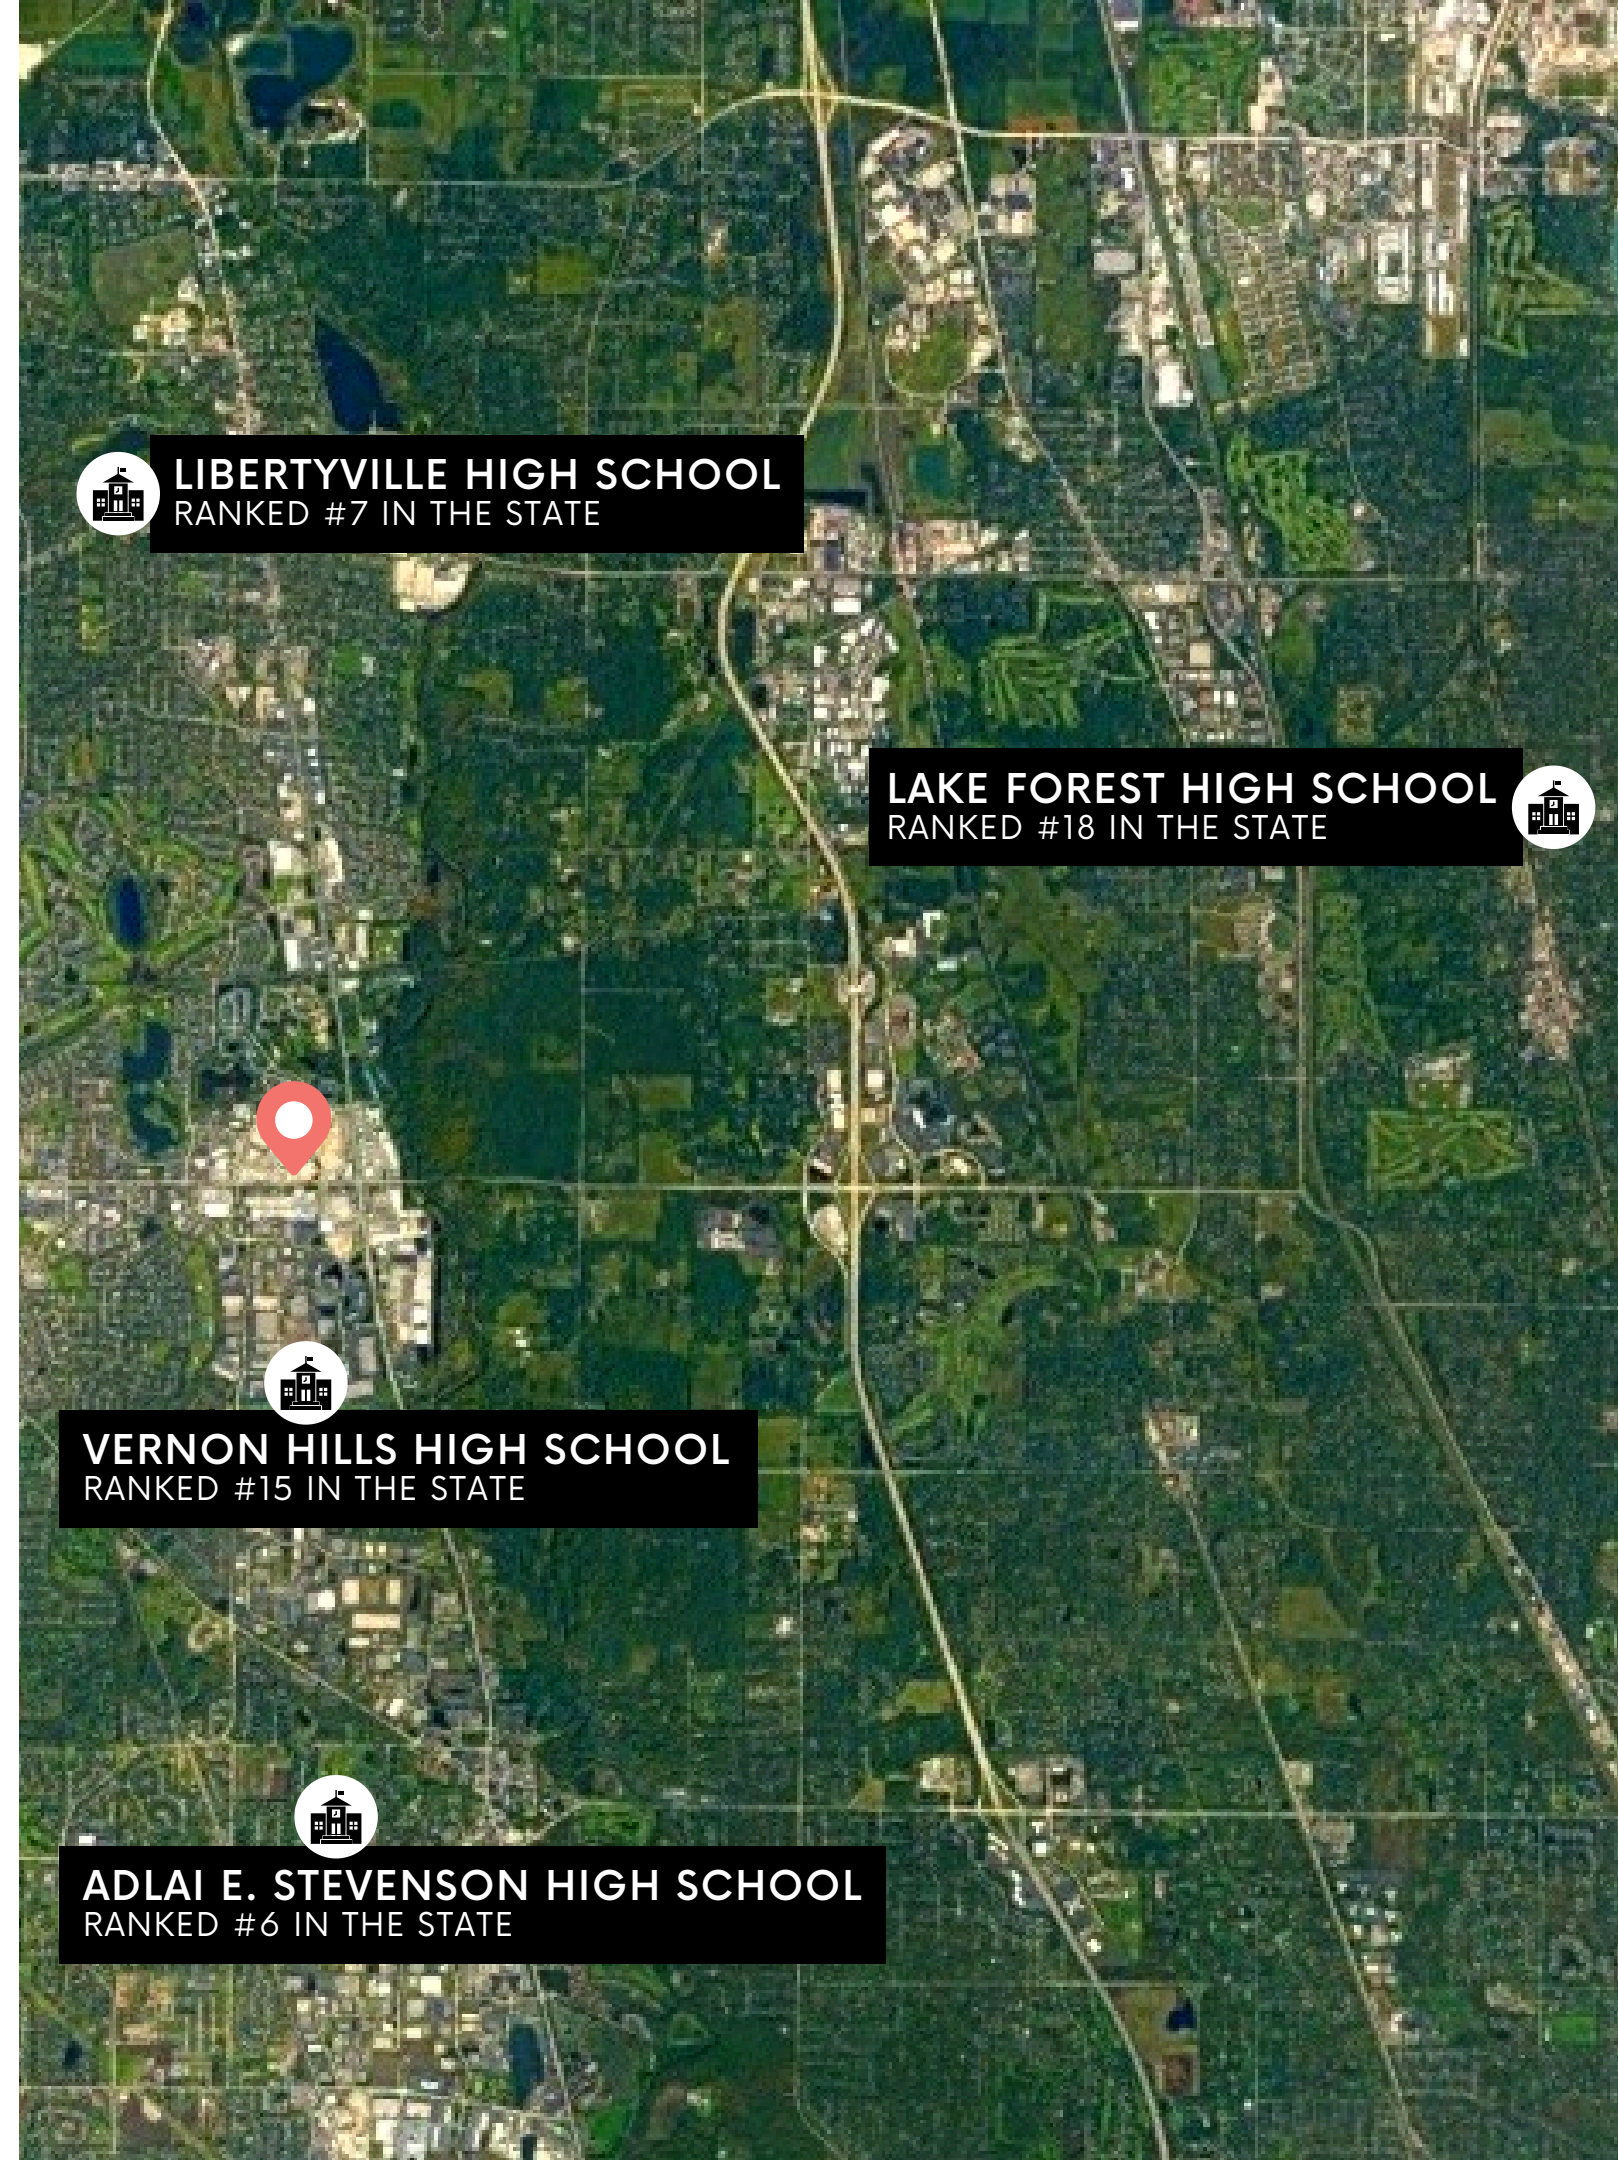 LIBERTYVILLE HIGH SCHOOL
RANKED #7 IN THE STATE
LAKE FOREST HIGH SCHOOL
RANKED #18 IN THE STATE
VERNON HILLS HIGH SCHOOL
RANKED #15 IN THE STATE
ADLAI E. STEVENSON HIGH SCHOOL
RANKED #6 IN THE STATE